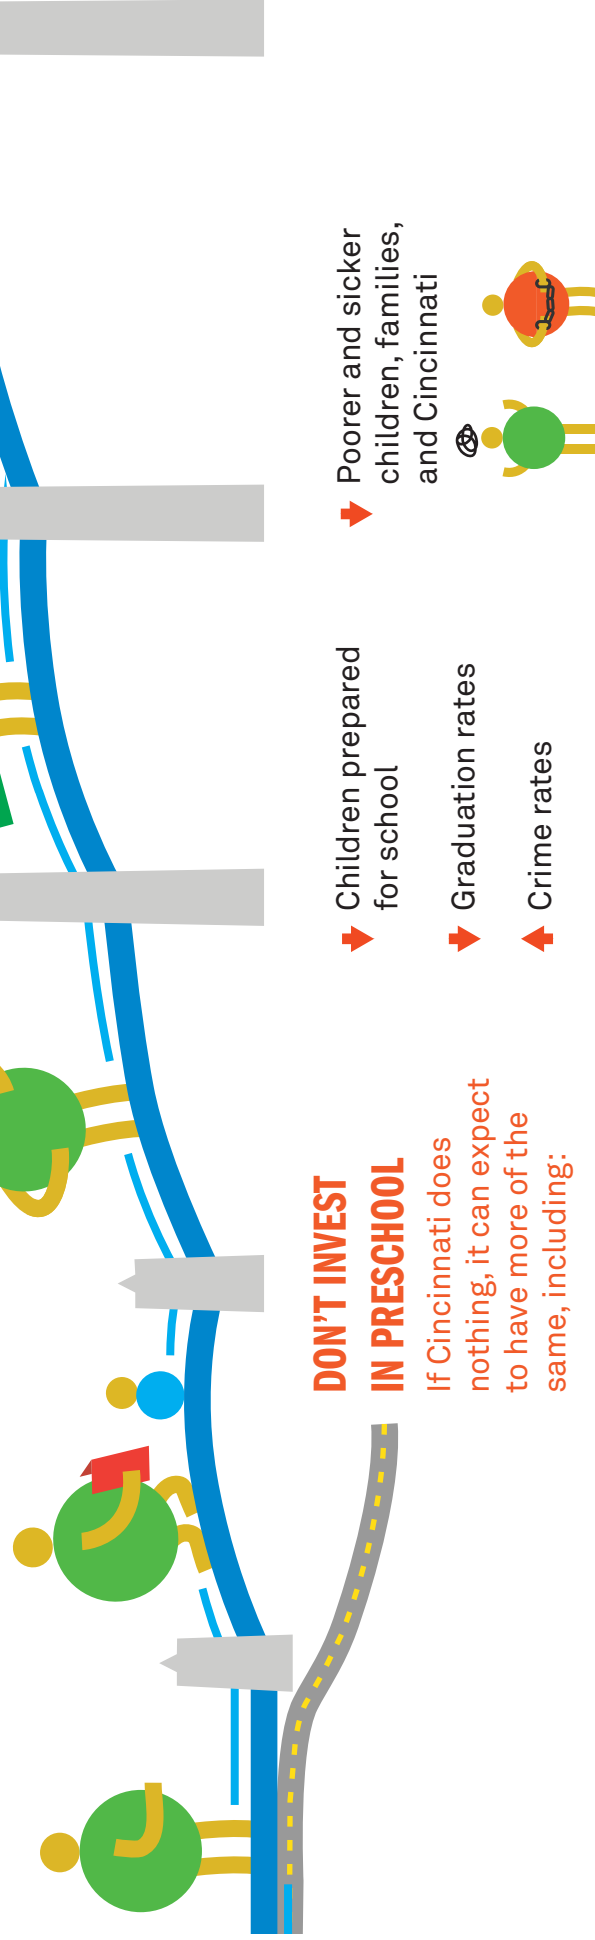 DON'T INVEST
IN PRESCHOOL
If Cincinnati does
nothing, it can expect
to have more of the
same, including:
Children prepared
for school
Graduation rates
Crime rates
Poorer and sicker
children, families,
and Cincinnati